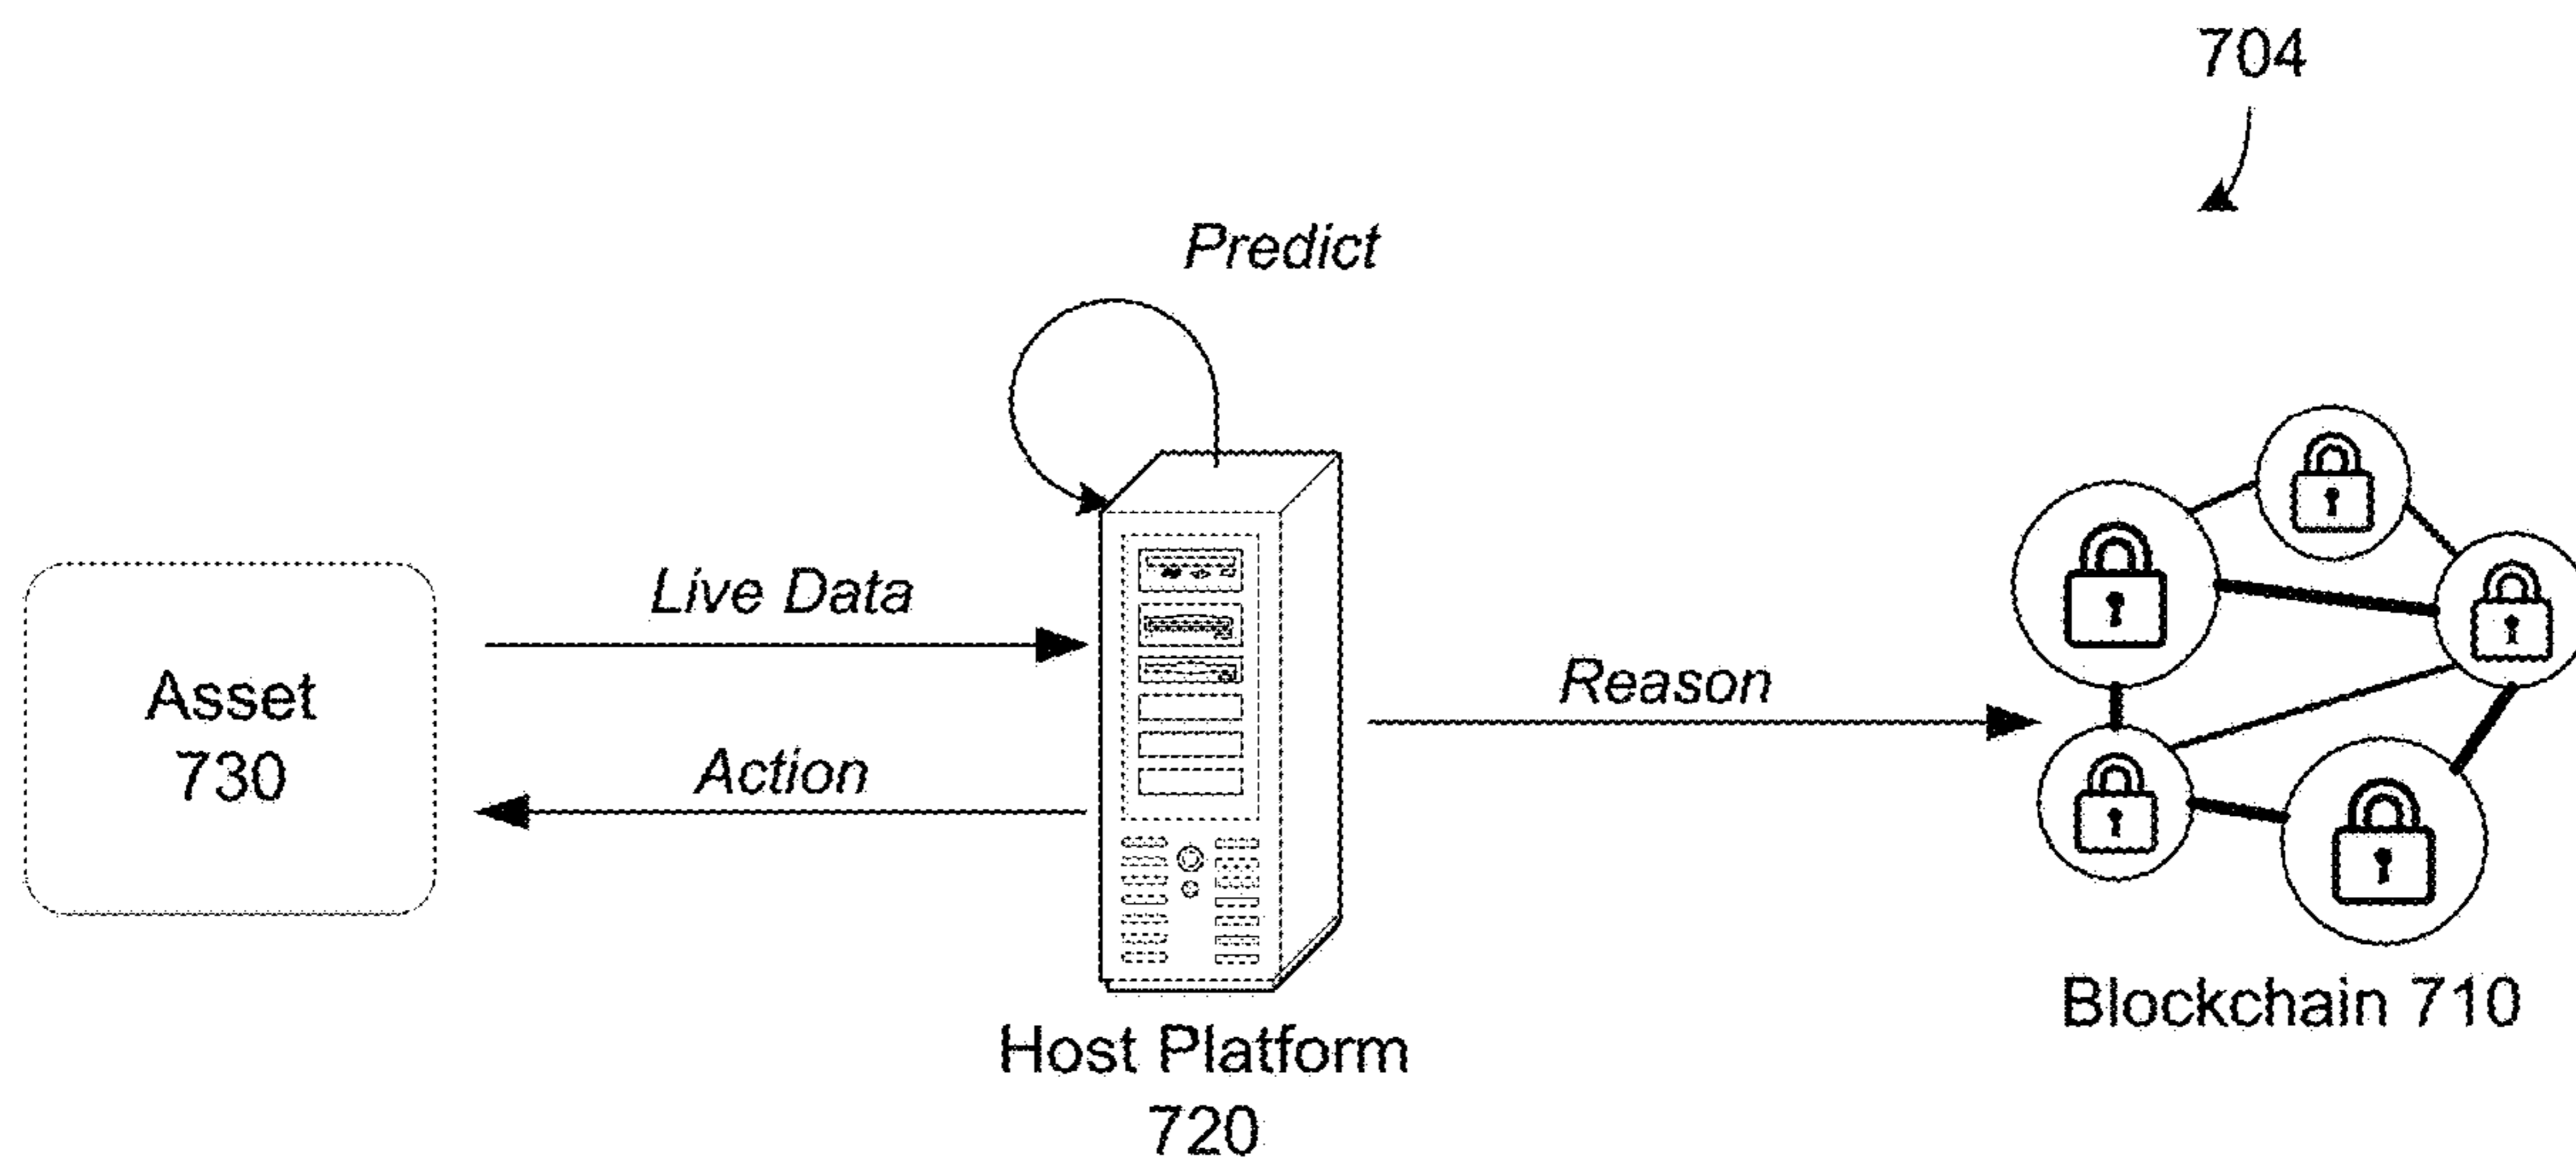 704
Predict
Live Data
Asset
730
Action
Reason
Blockchain 710
Host Platform
720